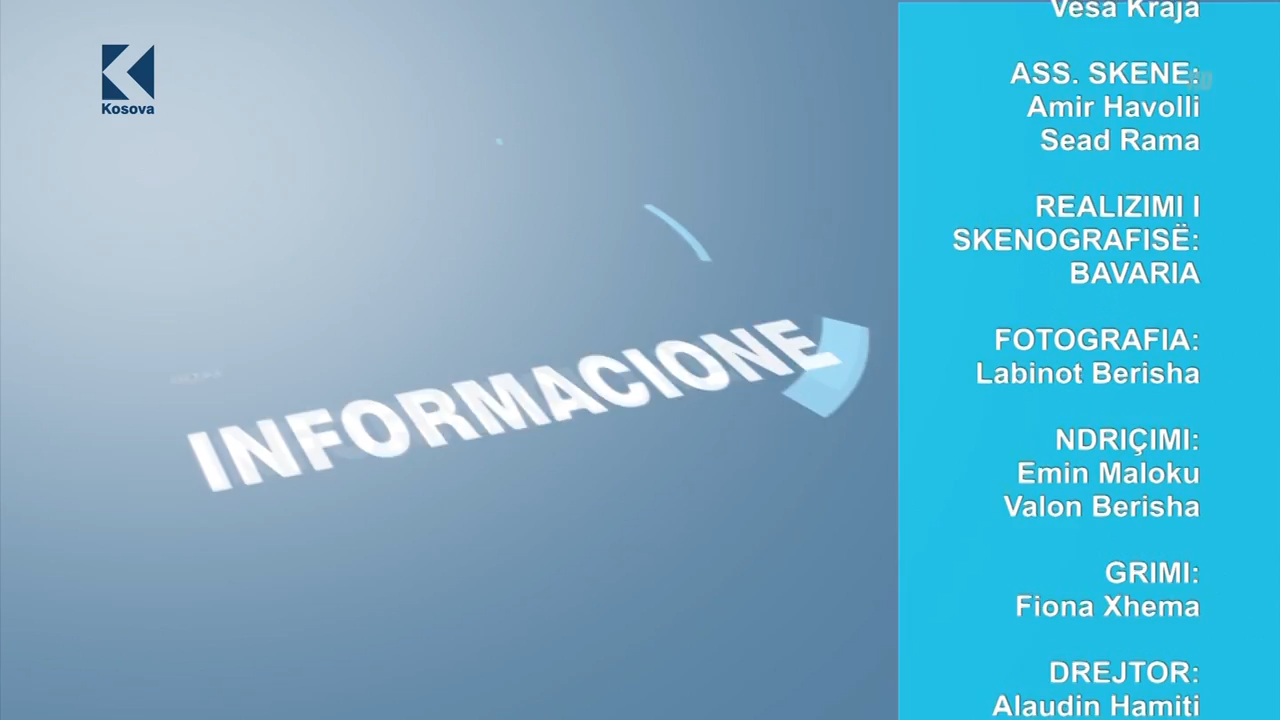 Kosova
INFORMACIONE
Vesa Kraja
ASS. SKENE:
Amir Havolli
Sead Rama
REALIZIMI I
SKENOGRAFISË:
BAVARIA
FOTOGRAFIA:
Labinot Berisha
NDRIÇIMI:
Emin Maloku
Valon Berisha
GRIMI:
Fiona Xhema
DREJTOR:
Alaudin Hamiti